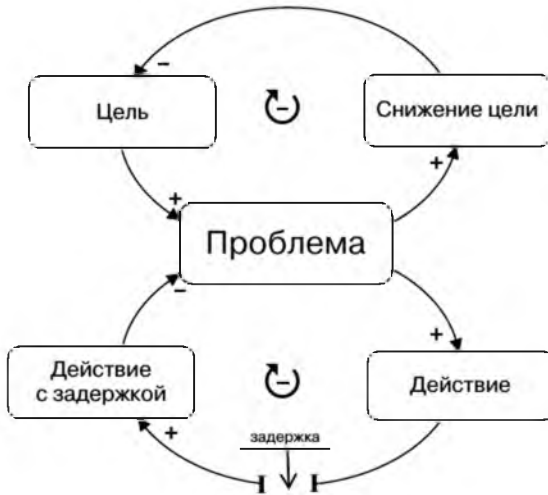 –
Цель
–
Снижение цели
+
+
Проблема
–
+
Действие
с задержкой
–
Действие
+
задержка